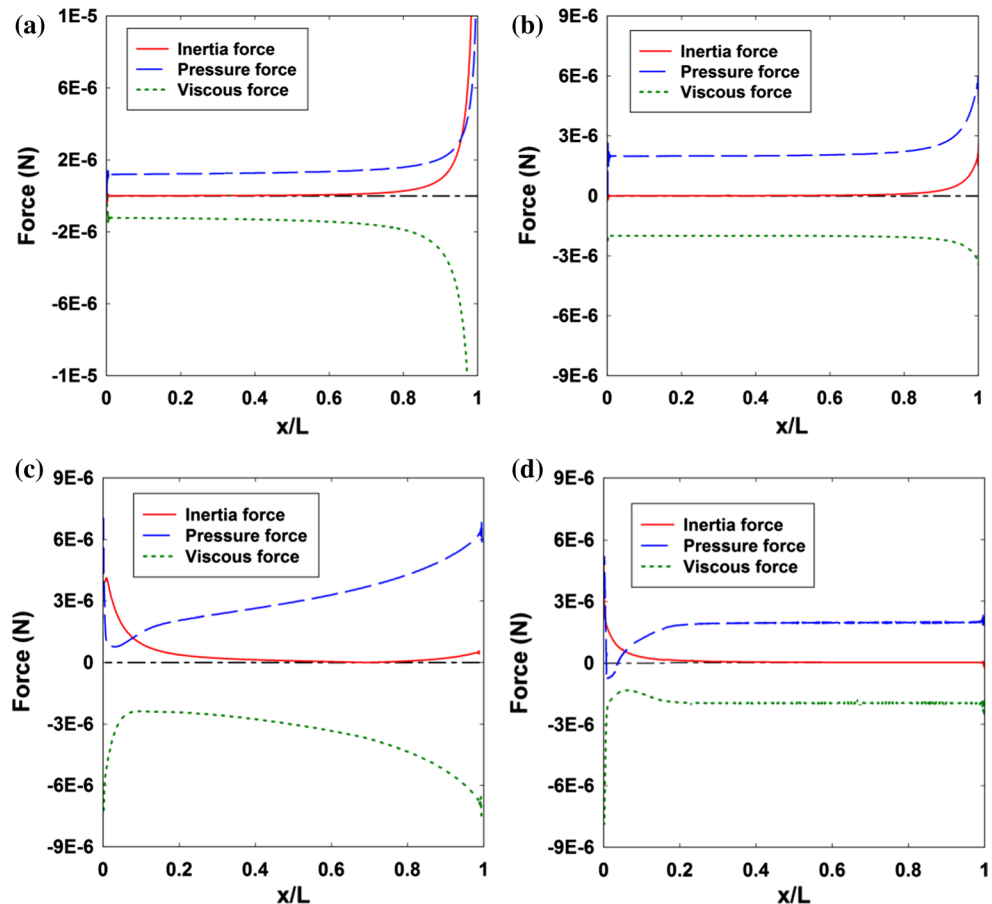 (a)
1E-5
6E-6
2E-6
0
-2E-6
-6E-6
-1E-5
Force (N)
Inertia force
Pressure force
Viscous force
0 0.2 0.4 0.6 0.8 1
x/L
(b)
9E-6
6E-6
3E-6
0
-3E-6
-6E-6
-9E-6
Force (N)
Inertia force
Pressure force
Viscous force
0 0.2 0.4 0.6 0.8 1
x/L
(c)
9E-6
6E-6
3E-6
0
-3E-6
-6E-6
-9E-6
Force (N)
Inertia force
Pressure force
Viscous force
0 0.2 0.4 0.6 0.8 1
x/L
(d)
9E-6
6E-6
3E-6
0
-3E-6
-6E-6
-9E-6
Force (N)
Inertia force
Pressure force
Viscous force
0 0.2 0.4 0.6 0.8 1
x/L